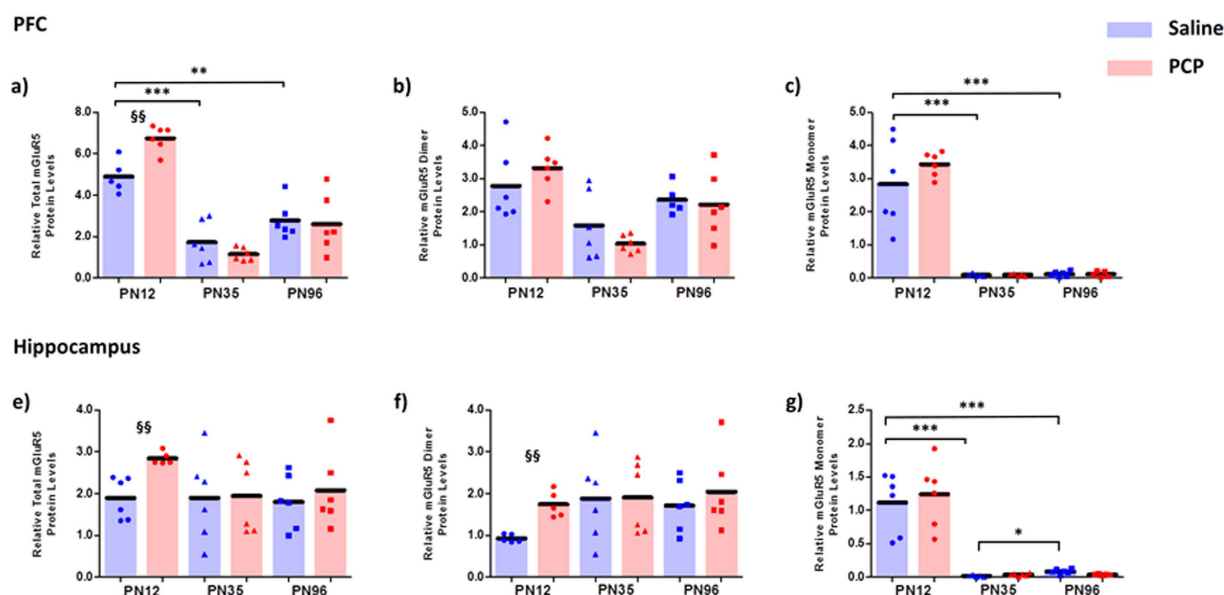 PFC
Saline
PCP
a)
Relative Total mGluR5
Protein Levels
8.0
6.0
4.0
2.0
0.0
§§
***
**
PN12
PN35
PN96
b)
Relative mGluR5 Dimer
Protein Levels
5.0
4.0
3.0
2.0
1.0
0.0
PN12
PN35
PN96
c)
Relative mGluR5 Monomer
Protein Levels
5.0
4.0
3.0
2.0
1.0
0.0
***
***
PN12
PN35
PN96
Hippocampus
e)
Relative Total mGluR5
Protein Levels
4.0
3.0
2.0
1.0
0.0
§§
PN12
PN35
PN96
f)
Relative mGluR5 Dimer
Protein Levels
4.0
3.0
2.0
1.0
0.0
§§
PN12
PN35
PN96
g)
Relative mGluR5 Monomer
Protein Levels
2.5
2.0
1.5
1.0
0.5
0.0
***
***
*
PN12
PN35
PN96